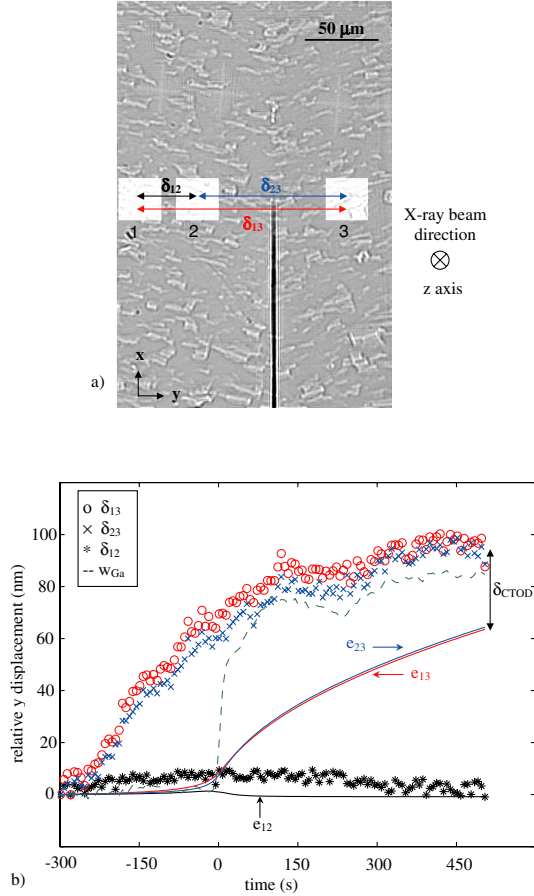 50 µm
δ12
δ23
δ13
1
2
3
X-ray beam
direction
z axis
x
y
a)
o δ13
× δ23
* δ12
-- wGa
100
80
60
40
20
0
relative y displacement (nm)
δCTOD
e23
e13
e12
-300
-150
0
150
300
450
time (s)
b)